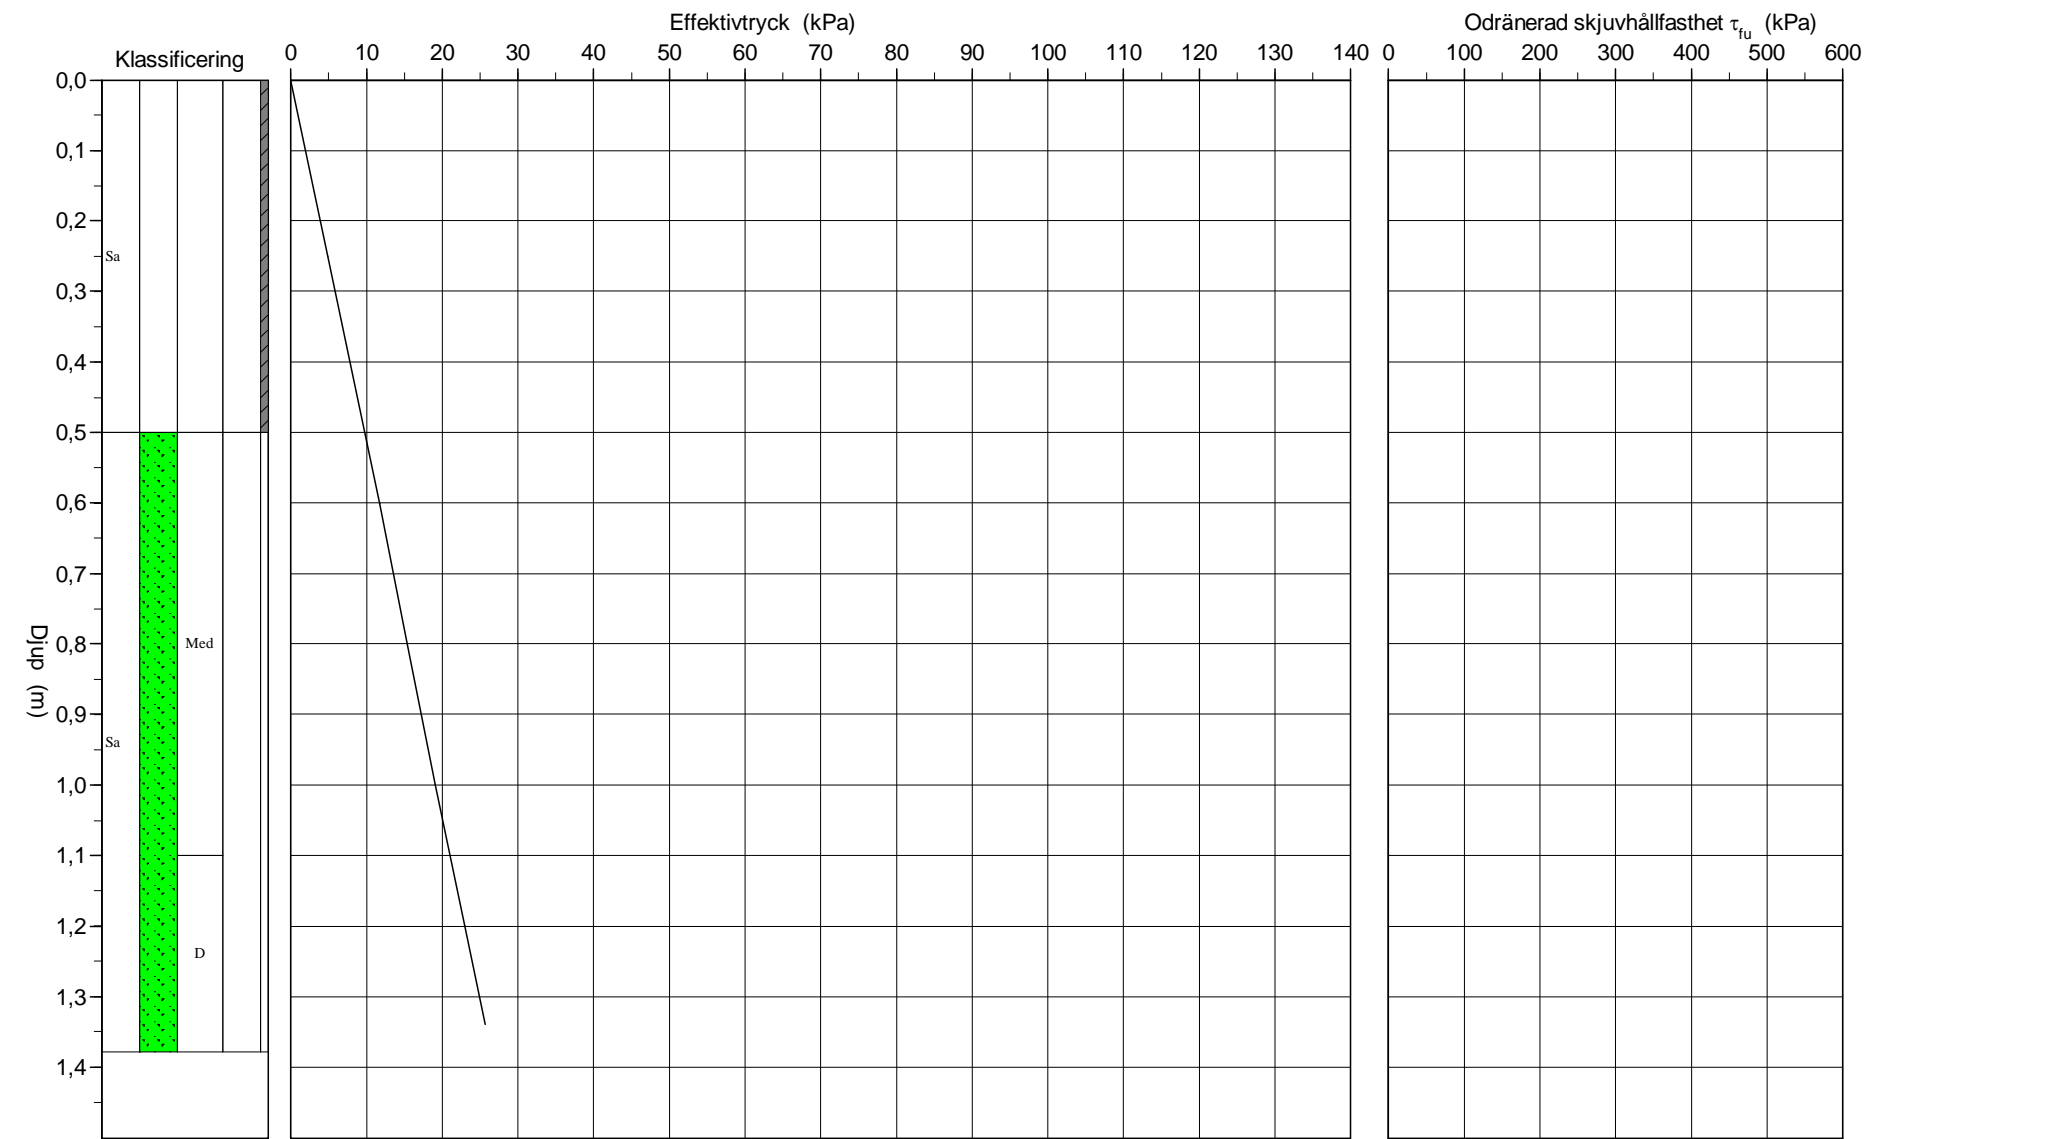 Effektivtryck (kPa)
Odränerad skjuvhållfasthet τfu (kPa)
Klassificering
0 10 20 30 40 50 60 70 80 90 100 110 120 130 140
0 100 200 300 400 500 600
0,0
0,1
0,2
Sa
0,3
0,4
0,5
0,6
0,7
Djup (m)
0,8
Med
0,9
Sa
1,0
1,1
1,2
D
1,3
1,4